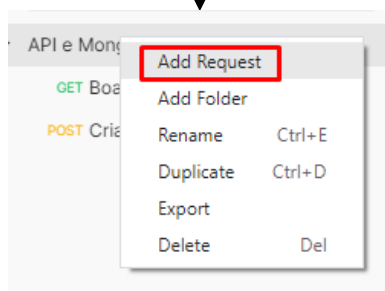 API e Mong
Add Request
GET Boa
Add Folder
POST Cria
Rename Ctrl+E
Duplicate Ctrl+D
Export
Delete Del